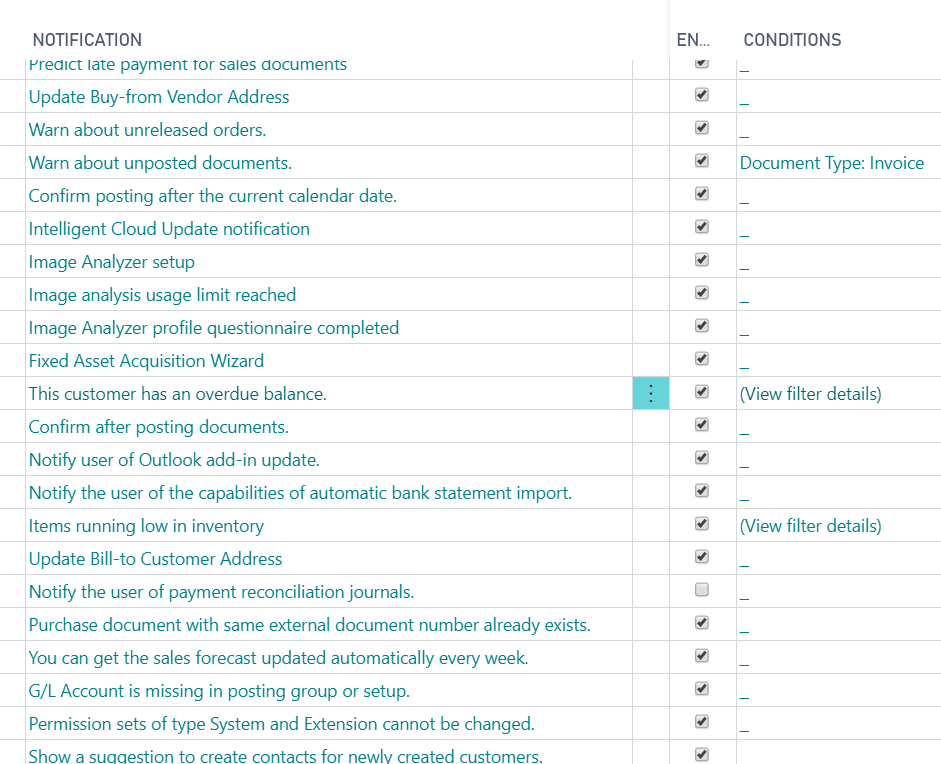 NOTIFICATION EN... CONDITIONS
Predict late payment for sales documents _
Update Buy-from Vendor Address _
Warn about unreleased orders. _
Warn about unposted documents. Document Type: Invoice
Confirm posting after the current calendar date. _
Intelligent Cloud Update notification _
Image Analyzer setup _
Image analysis usage limit reached _
Image Analyzer profile questionnaire completed _
Fixed Asset Acquisition Wizard _
This customer has an overdue balance. (View filter details)
Confirm after posting documents. _
Notify user of Outlook add-in update. _
Notify the user of the capabilities of automatic bank statement import. _
Items running low in inventory (View filter details)
Update Bill-to Customer Address _
Notify the user of payment reconciliation journals. _
Purchase document with same external document number already exists. _
You can get the sales forecast updated automatically every week. _
G/L Account is missing in posting group or setup. _
Permission sets of type System and Extension cannot be changed. _
Show a suggestion to create contacts for newly created customers.